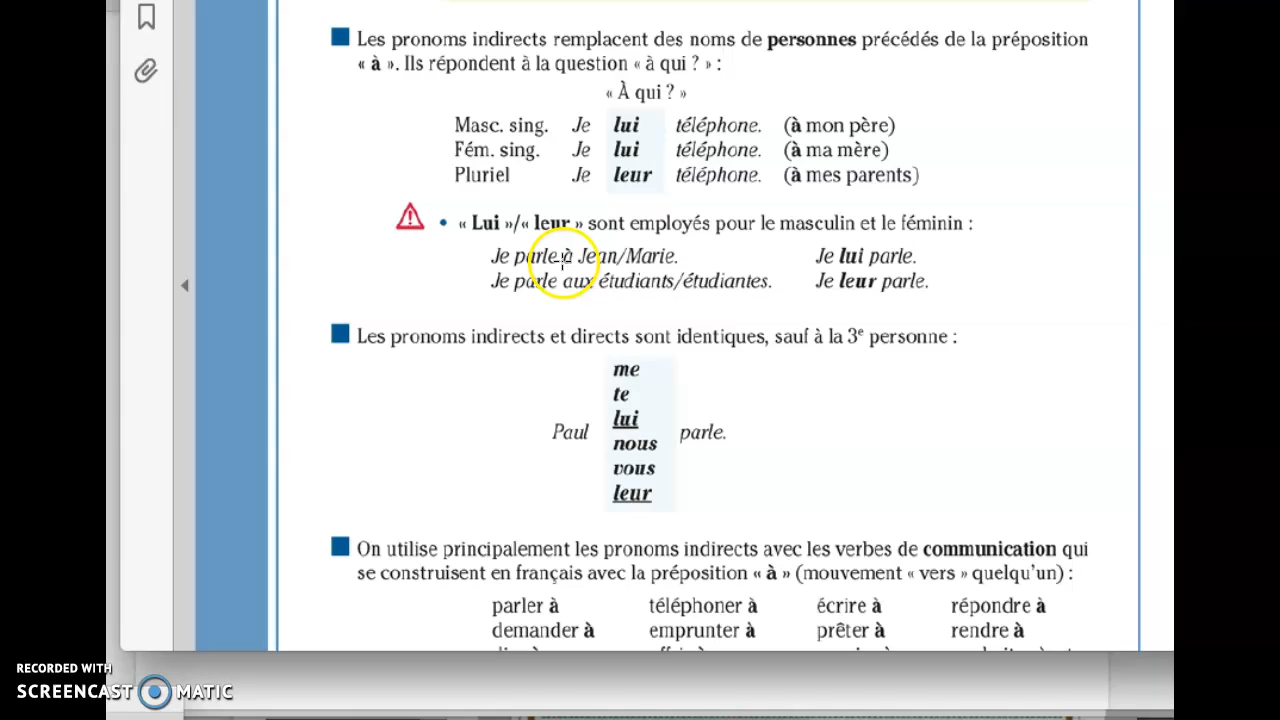 Les pronoms indirects remplacent des noms de personnes précédés de la préposition
« à ». Ils répondent à la question « à qui ? » :
« À qui ? »
Masc. sing. Je lui téléphone. (à mon père)
Fém. sing. Je lui téléphone. (à ma mère)
Pluriel Je leur téléphone. (à mes parents)
• « Lui »/« leur » sont employés pour le masculin et le féminin :
Je parle à Jean/Marie. Je lui parle.
Je parle aux étudiants/étudiantes. Je leur parle.
Les pronoms indirects et directs sont identiques, sauf à la 3e personne :
me
te
lui
Paul parle.
nous
vous
leur
On utilise principalement les pronoms indirects avec les verbes de communication qui
se construisent en français avec la préposition « à » (mouvement « vers » quelqu'un) :
parler à téléphoner à écrire à répondre à
demander à emprunter à prêter à rendre à
RECORDED WITH
SCREENCAST MATIC